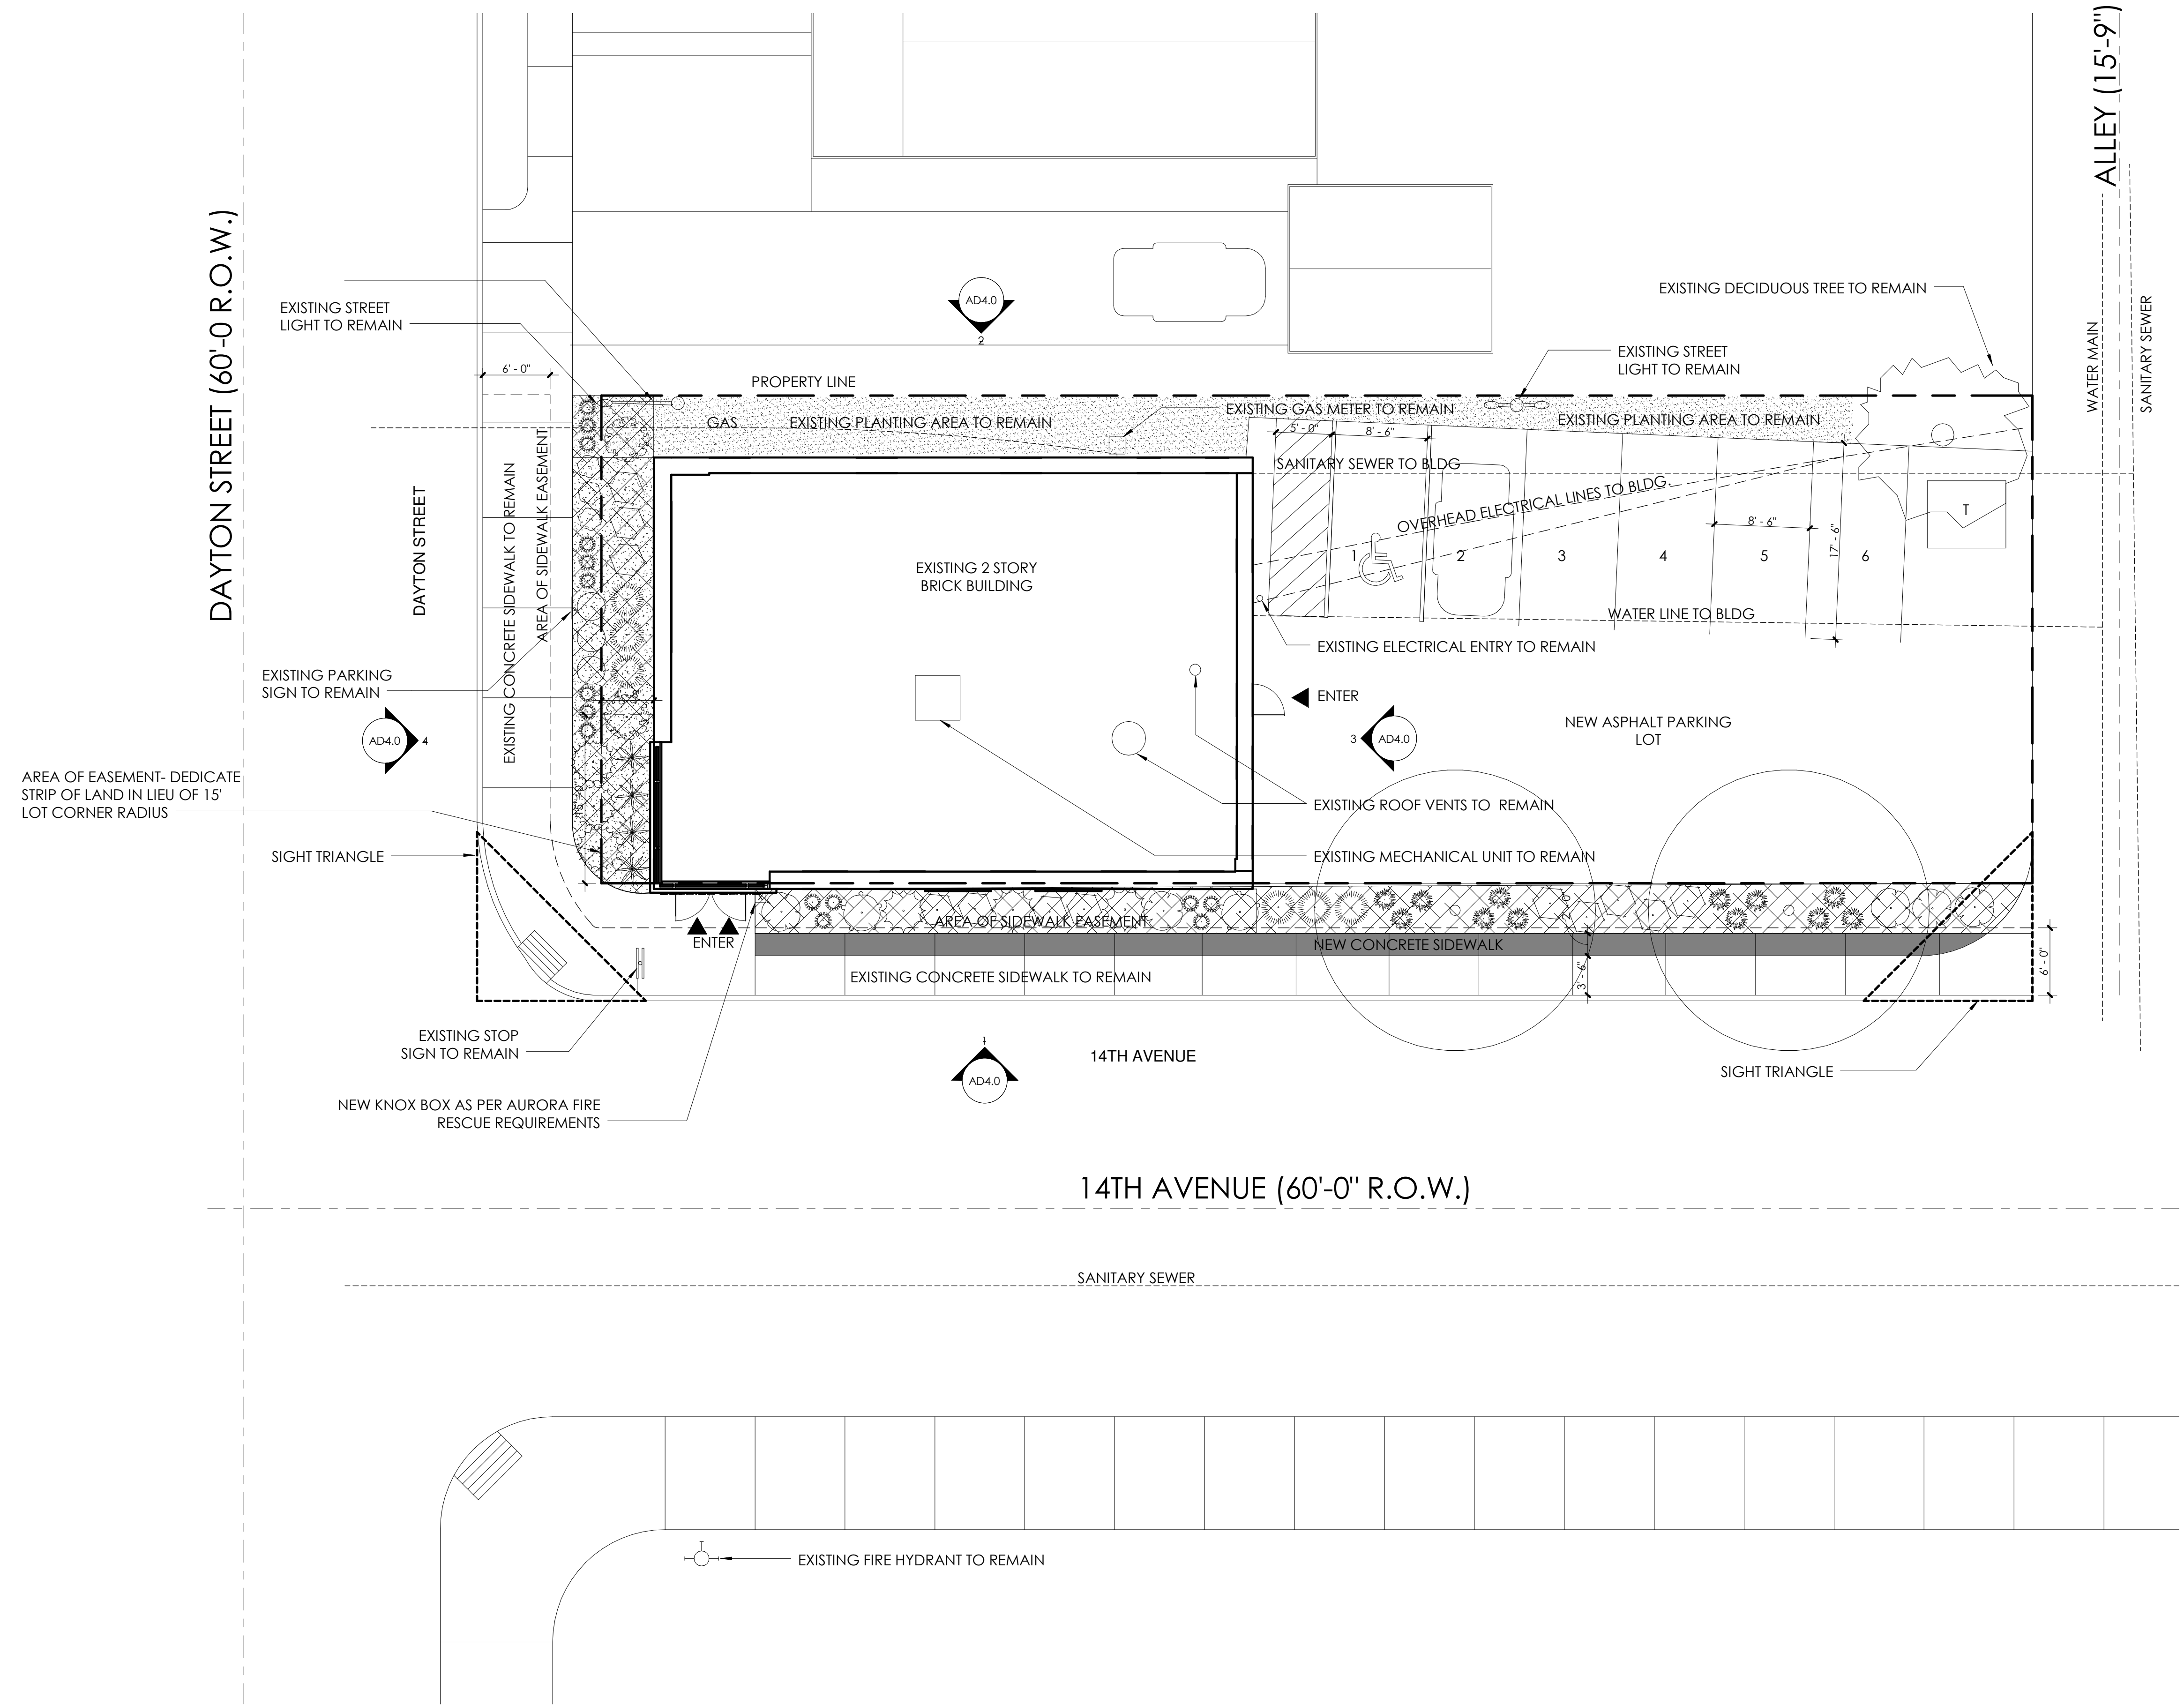 ALLEY (15'-9")
DAYTON STREET (60'-0 R.O.W.)
EXISTING STREET
LIGHT TO REMAIN
AD4.0
2
EXISTING DECIDUOUS TREE TO REMAIN
WATER MAIN
SANITARY SEWER
EXISTING STREET
LIGHT TO REMAIN
6' - 0"
PROPERTY LINE
GAS
EXISTING PLANTING AREA TO REMAIN
EXISTING GAS METER TO REMAIN
EXISTING PLANTING AREA TO REMAIN
5' - 0"
8' - 6"
SANITARY SEWER TO BLDG
OVERHEAD ELECTRICAL LINES TO BLDG.
8' - 6"
17' - 6"
T
DAYTON STREET
EXISTING CONCRETE SIDEWALK TO REMAIN
AREA OF SIDEWALK EASEMENT
EXISTING 2 STORY
BRICK BUILDING
1
2
3
4
5
6
WATER LINE TO BLDG
EXISTING ELECTRICAL ENTRY TO REMAIN
EXISTING PARKING
SIGN TO REMAIN
4' - 8"
ENTER
AD4.0
4
3
AD4.0
NEW ASPHALT PARKING
LOT
AREA OF EASEMENT- DEDICATE
STRIP OF LAND IN LIEU OF 15'
LOT CORNER RADIUS
15' - 0"
EXISTING ROOF VENTS TO REMAIN
SIGHT TRIANGLE
EXISTING MECHANICAL UNIT TO REMAIN
AREA OF SIDEWALK EASEMENT
ENTER
NEW CONCRETE SIDEWALK
2' - 0"
EXISTING CONCRETE SIDEWALK TO REMAIN
3' - 6"
6' - 0"
EXISTING STOP
SIGN TO REMAIN
1
AD4.0
14TH AVENUE
SIGHT TRIANGLE
NEW KNOX BOX AS PER AURORA FIRE
RESCUE REQUIREMENTS
14TH AVENUE (60'-0" R.O.W.)
SANITARY SEWER
EXISTING FIRE HYDRANT TO REMAIN